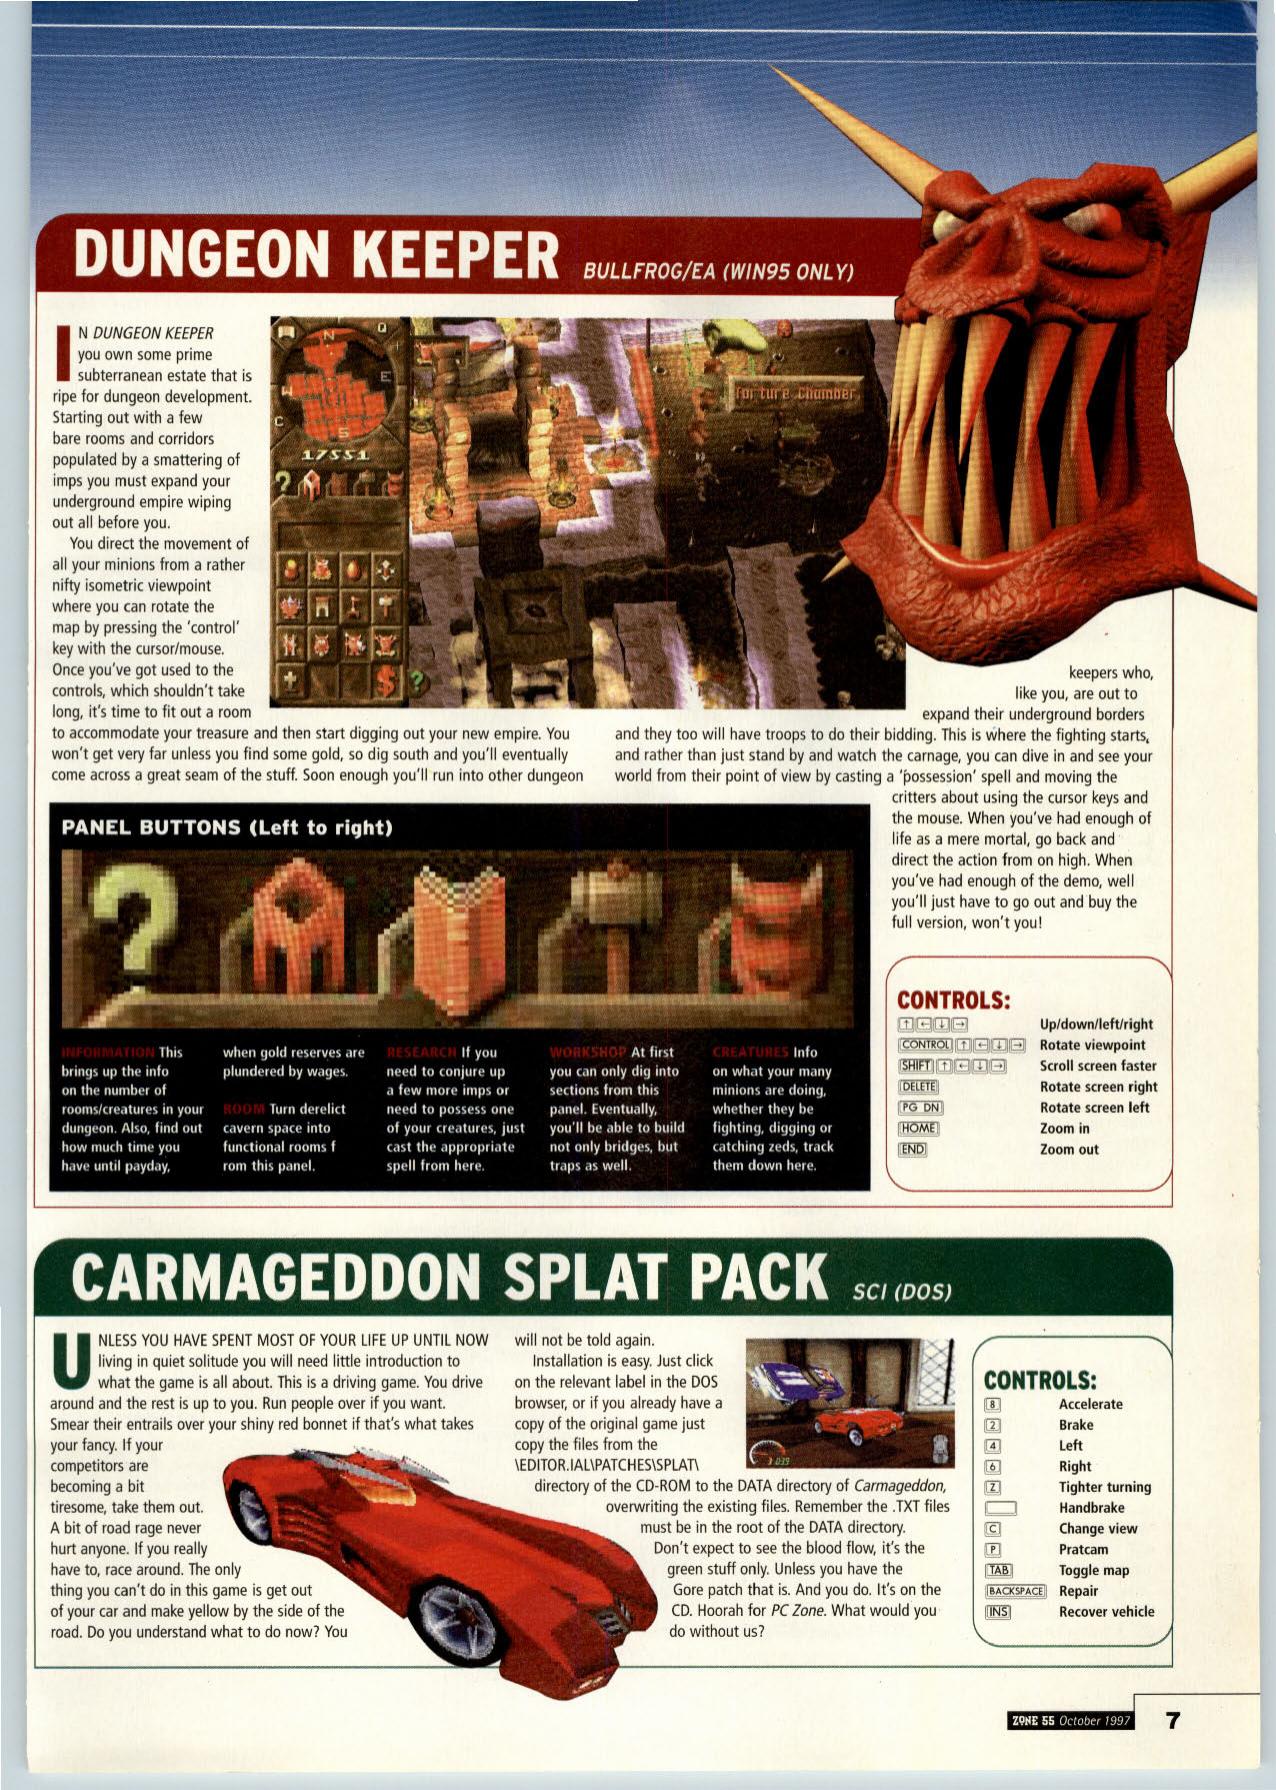 DUNGEON KEEPER BULLFROG/EA (WIN95 ONLY)
IN DUNGEON KEEPER
you own some prime
subterranean estate that is
ripe for dungeon development.
Starting out with a few
bare rooms and corridors
populated by a smattering of
imps you must expand your
underground empire wiping
out all before you.
You direct the movement of
all your minions from a rather
nifty isometric viewpoint
where you can rotate the
map by pressing the 'control'
key with the cursor/mouse.
Once you've got used to the
controls, which shouldn't take
long, it's time to fit out a room
to accommodate your treasure and then start digging out your new empire. You
won't get very far unless you find some gold, so dig south and you'll eventually
come across a great seam of the stuff. Soon enough you'll run into other dungeon
N
Q
E
W
C
S
17551
Torture Chamber
keepers who,
like you, are out to
expand their underground borders
and they too will have troops to do their bidding. This is where the fighting starts,
and rather than just stand by and watch the carnage, you can dive in and see your
world from their point of view by casting a 'possession' spell and moving the
critters about using the cursor keys and
the mouse. When you've had enough of
life as a mere mortal, go back and
direct the action from on high. When
you've had enough of the demo, well
you'll just have to go out and buy the
full version, won't you!
PANEL BUTTONS (Left to right)
INFORMATION This
brings up the info
on the number of
rooms/creatures in your
dungeon. Also, find out
how much time you
have until payday,
when gold reserves are
plundered by wages.
ROOM Turn derelict
cavern space into
functional rooms f
rom this panel.
RESEARCH If you
need to conjure up
a few more imps or
need to possess one
of your creatures, just
cast the appropriate
spell from here.
WORKSHOP At first
you can only dig into
sections from this
panel. Eventually,
you'll be able to build
not only bridges, but
traps as well.
CREATURES Info
on what your many
minions are doing,
whether they be
fighting, digging or
catching zeds, track
them down here.
CONTROLS:
↑ ← ↓ → Up/down/left/right
CONTROL ↑ ← ↓ → Rotate viewpoint
SHIFT ↑ ← ↓ → Scroll screen faster
DELETE Rotate screen right
PG DN Rotate screen left
HOME Zoom in
END Zoom out
CARMAGEDDON SPLAT PACK SCI (DOS)
UNLESS YOU HAVE SPENT MOST OF YOUR LIFE UP UNTIL NOW
living in quiet solitude you will need little introduction to
what the game is all about. This is a driving game. You drive
around and the rest is up to you. Run people over if you want.
Smear their entrails over your shiny red bonnet if that's what takes
your fancy. If your
competitors are
becoming a bit
tiresome, take them out.
A bit of road rage never
hurt anyone. If you really
have to, race around. The only
thing you can't do in this game is get out
of your car and make yellow by the side of the
road. Do you understand what to do now? You
will not be told again.
Installation is easy. Just click
on the relevant label in the DOS
browser, or if you already have a
copy of the original game just
copy the files from the
\EDITOR.IAL\PATCHES\SPLAT\
directory of the CD-ROM to the DATA directory of Carmageddon,
overwriting the existing files. Remember the .TXT files
must be in the root of the DATA directory.
Don't expect to see the blood flow, it's the
green stuff only. Unless you have the
Gore patch that is. And you do. It's on the
CD. Hoorah for PC Zone. What would you
do without us?
CONTROLS:
8 Accelerate
2 Brake
4 Left
6 Right
Z Tighter turning
Handbrake
C Change view
P Pratcam
TAB Toggle map
BACKSPACE Repair
INS Recover vehicle
ZONE 55 October 1997 7